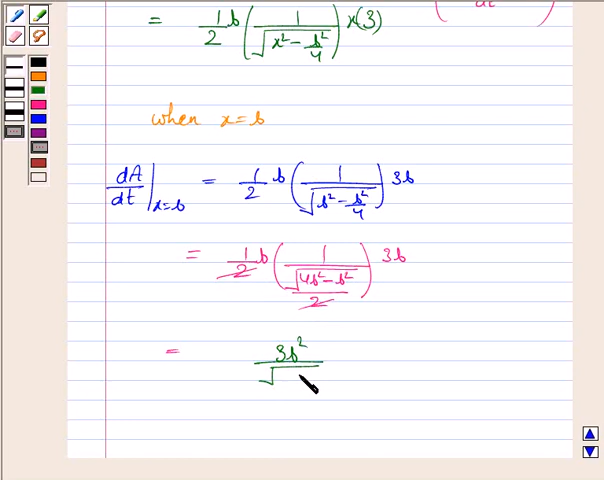 = 1/2 b (1/√(x² − b²/4)) x(3)
dt
when x = b
dA/dt |x=b = 1/2 b (1/√(b² − b²/4)) 3b
= 1/2 b (1/(√(4b² − b²)/2)) 3b
= 3b²/√